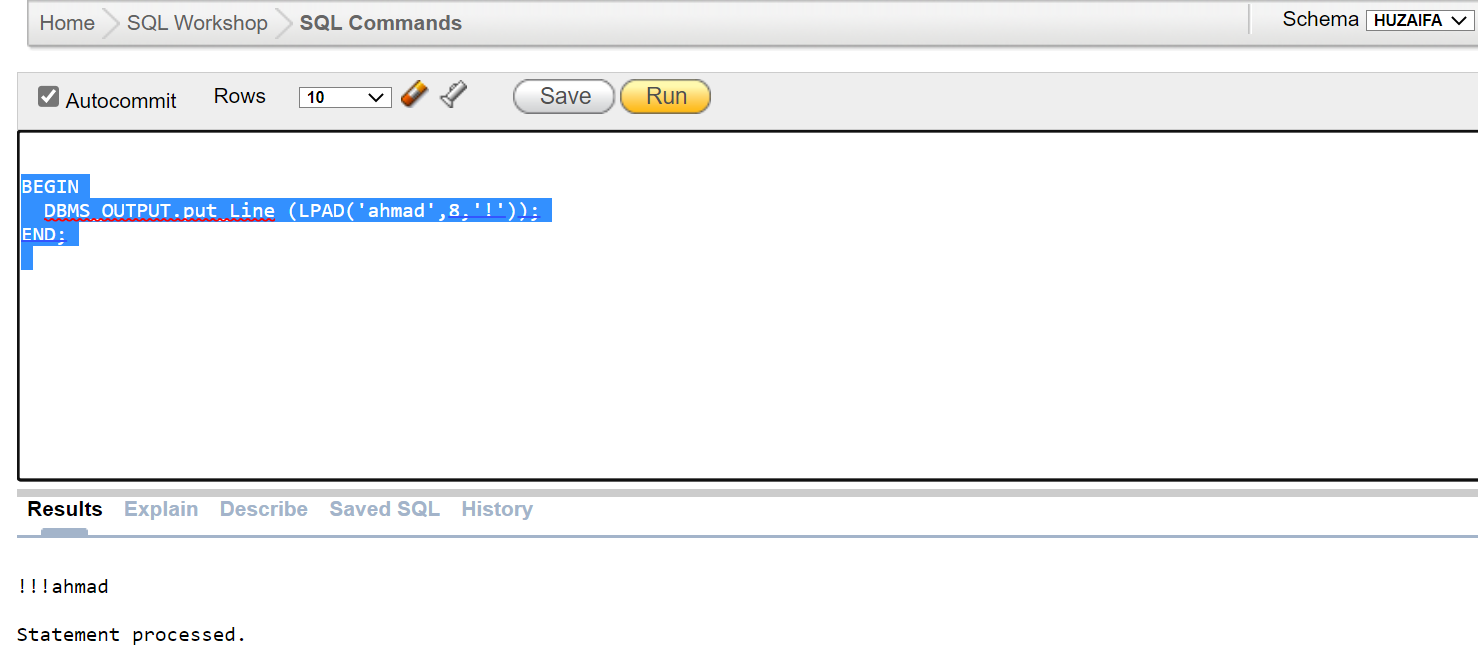 Home SQL Workshop SQL Commands Schema HUZAIFA
Autocommit Rows 10 Save Run
BEGIN
DBMS_OUTPUT.put_Line (LPAD('ahmad',8,'!'));
END;
Results Explain Describe Saved SQL History
!!!ahmad
Statement processed.